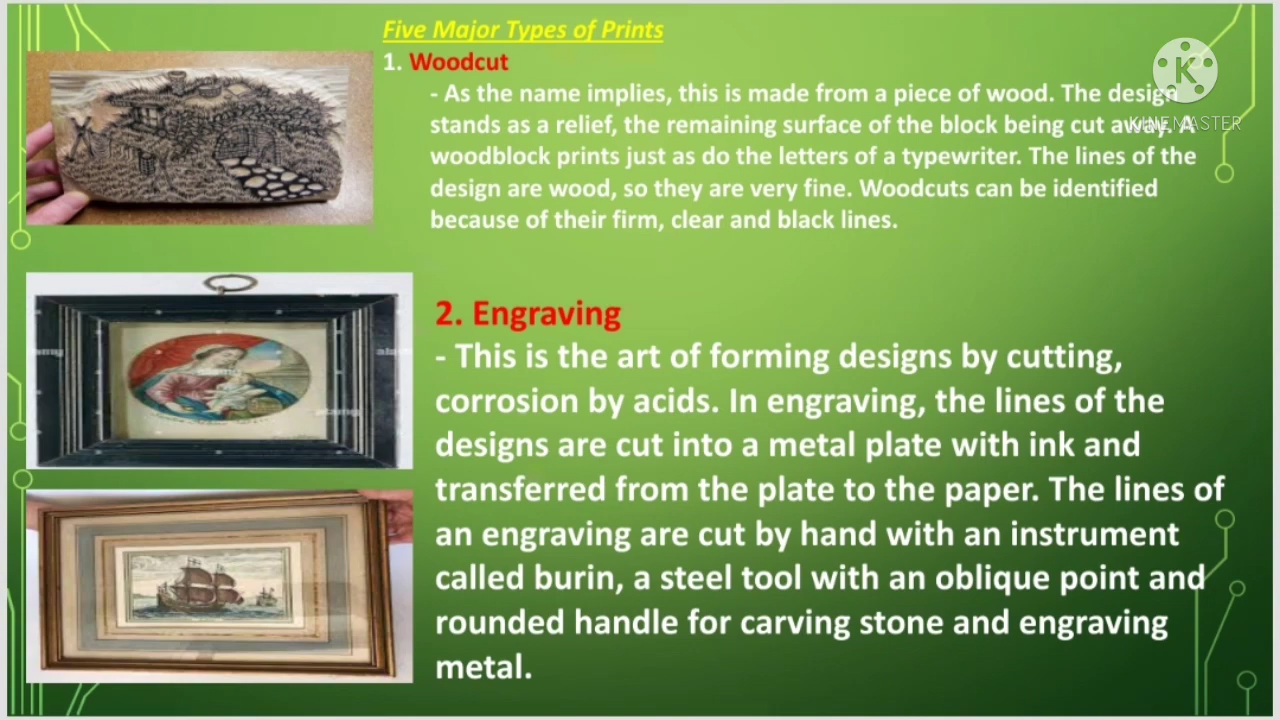 Five Major Types of Prints
1. Woodcut
- As the name implies, this is made from a piece of wood. The design
stands as a relief, the remaining surface of the block being cut away. A
woodblock prints just as do the letters of a typewriter. The lines of the
design are wood, so they are very fine. Woodcuts can be identified
because of their firm, clear and black lines.
K
KINEMASTER
2. Engraving
- This is the art of forming designs by cutting,
corrosion by acids. In engraving, the lines of the
designs are cut into a metal plate with ink and
transferred from the plate to the paper. The lines of
an engraving are cut by hand with an instrument
called burin, a steel tool with an oblique point and
rounded handle for carving stone and engraving
metal.
alamy